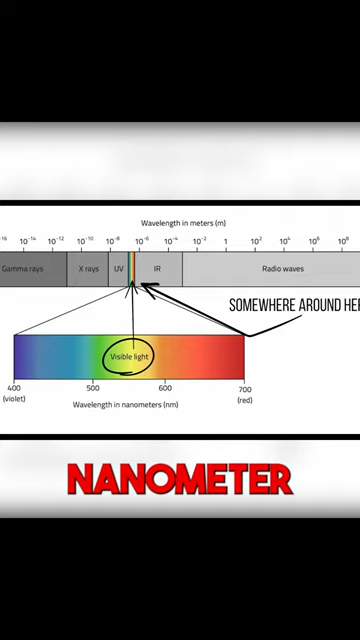 Wavelength in meters (m)
-16 10-14 10-12 10-10 10-8 10-6 10-4 10-2 1 10² 10⁴ 10⁶ 10⁸
Gamma rays X rays UV IR Radio waves
SOMEWHERE AROUND HER
Visible light
400 500 600 700
(violet) (red)
Wavelength in nanometers (nm)
NANOMETER